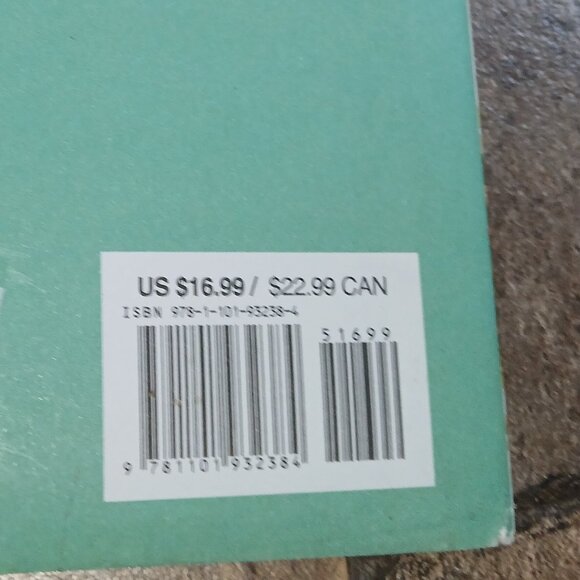 US $16.99 / $22.99 CAN
ISBN 978-1-101-93238-4
51699
9 781101 932384